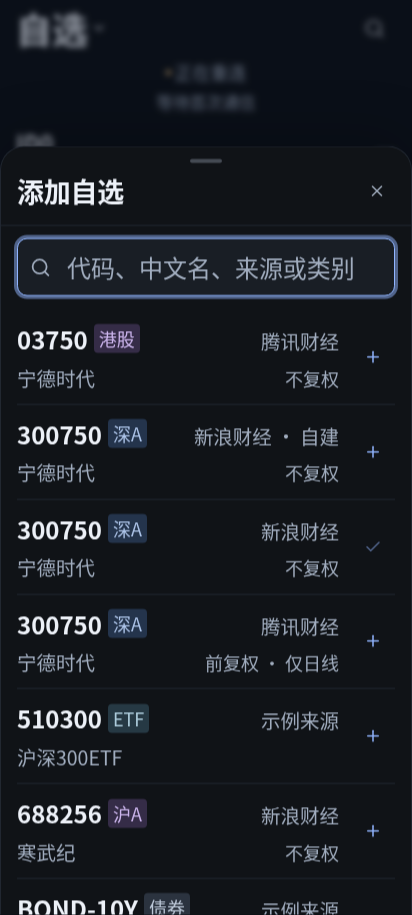 自选
添加自选
代码、中文名、来源或类别
03750 港股 腾讯财经
宁德时代 不复权
300750 深A 新浪财经 · 自建
宁德时代 不复权
300750 深A 新浪财经
宁德时代 不复权
300750 深A 腾讯财经
宁德时代 前复权 · 仅日线
510300 ETF 示例来源
沪深300ETF
688256 沪A 新浪财经
寒武纪 不复权
BOND-10Y 债券 示例来源